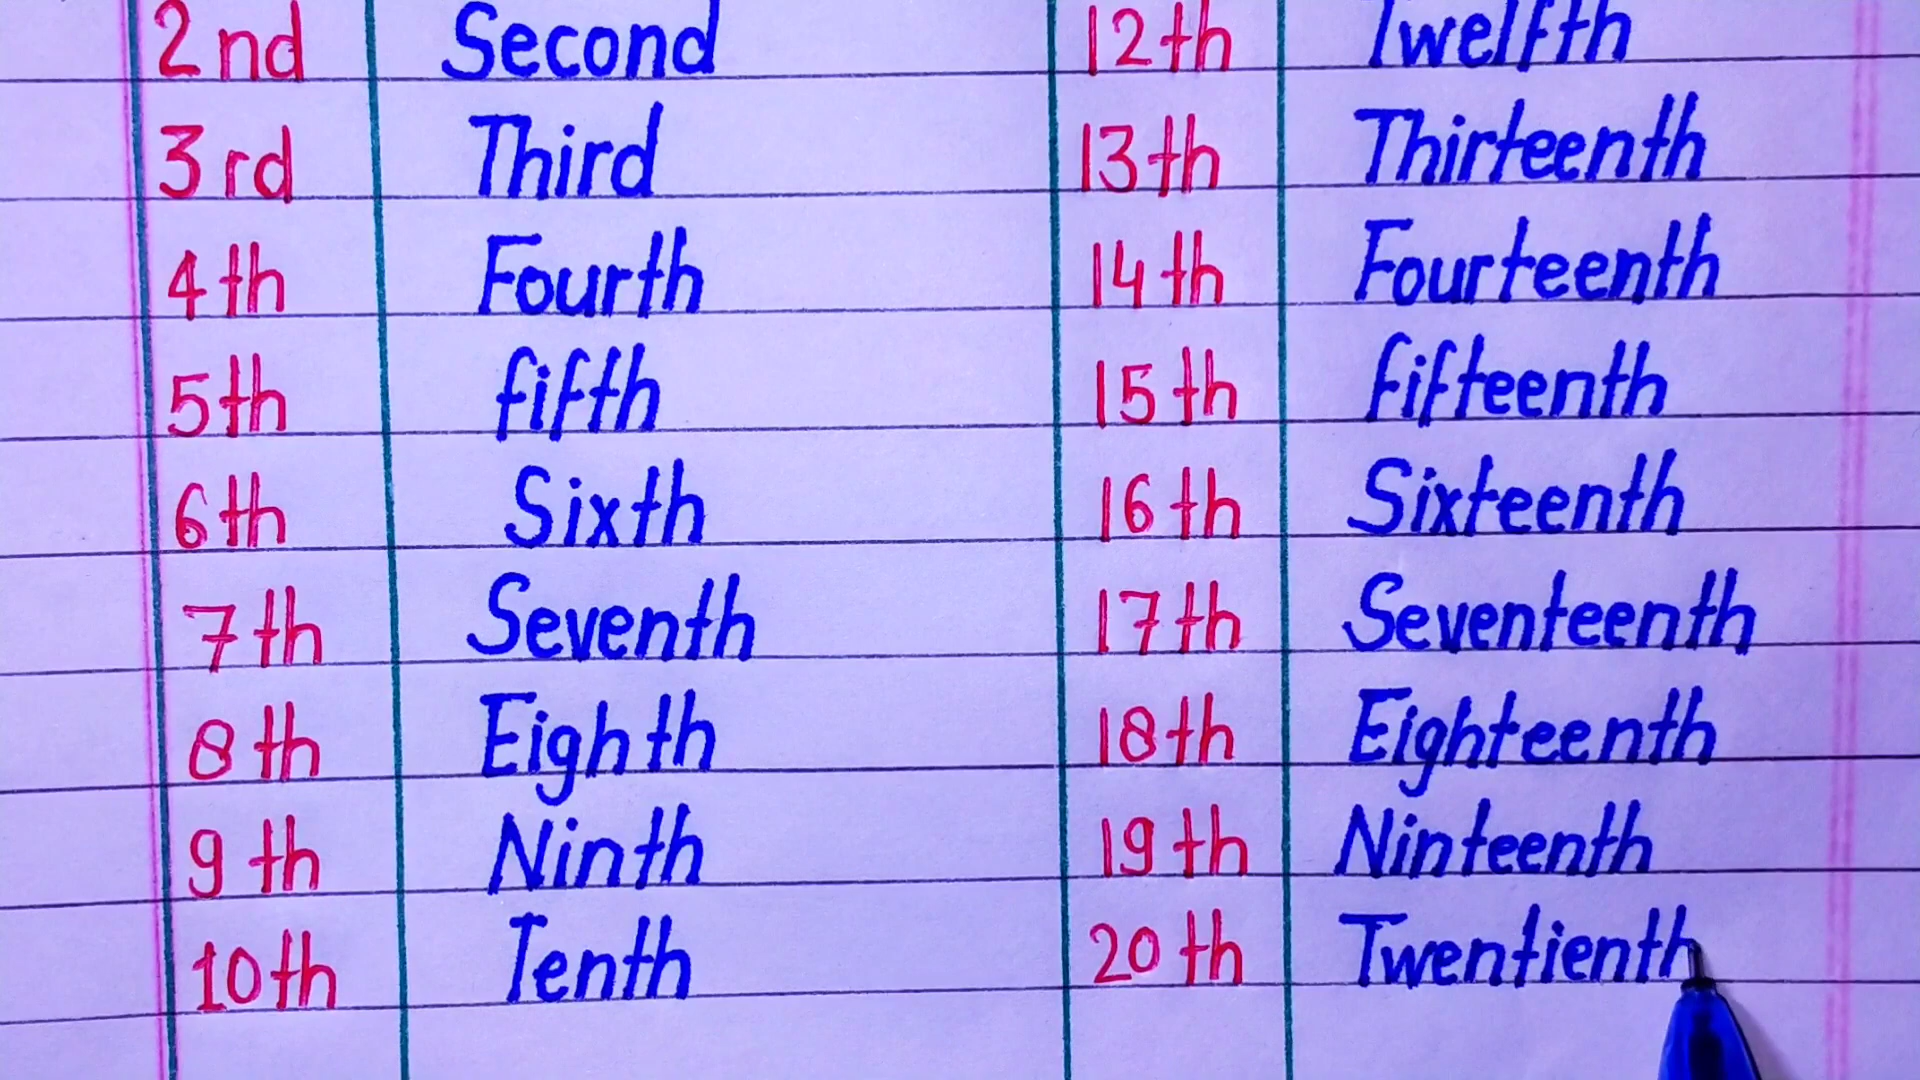 2nd Second 12th Twelfth
3rd Third 13th Thirteenth
4th Fourth 14th Fourteenth
5th fifth 15th fifteenth
6th Sixth 16th Sixteenth
7th Seventh 17th Seventeenth
8th Eighth 18th Eighteenth
9th Ninth 19th Ninteenth
10th Tenth 20th Twentienth